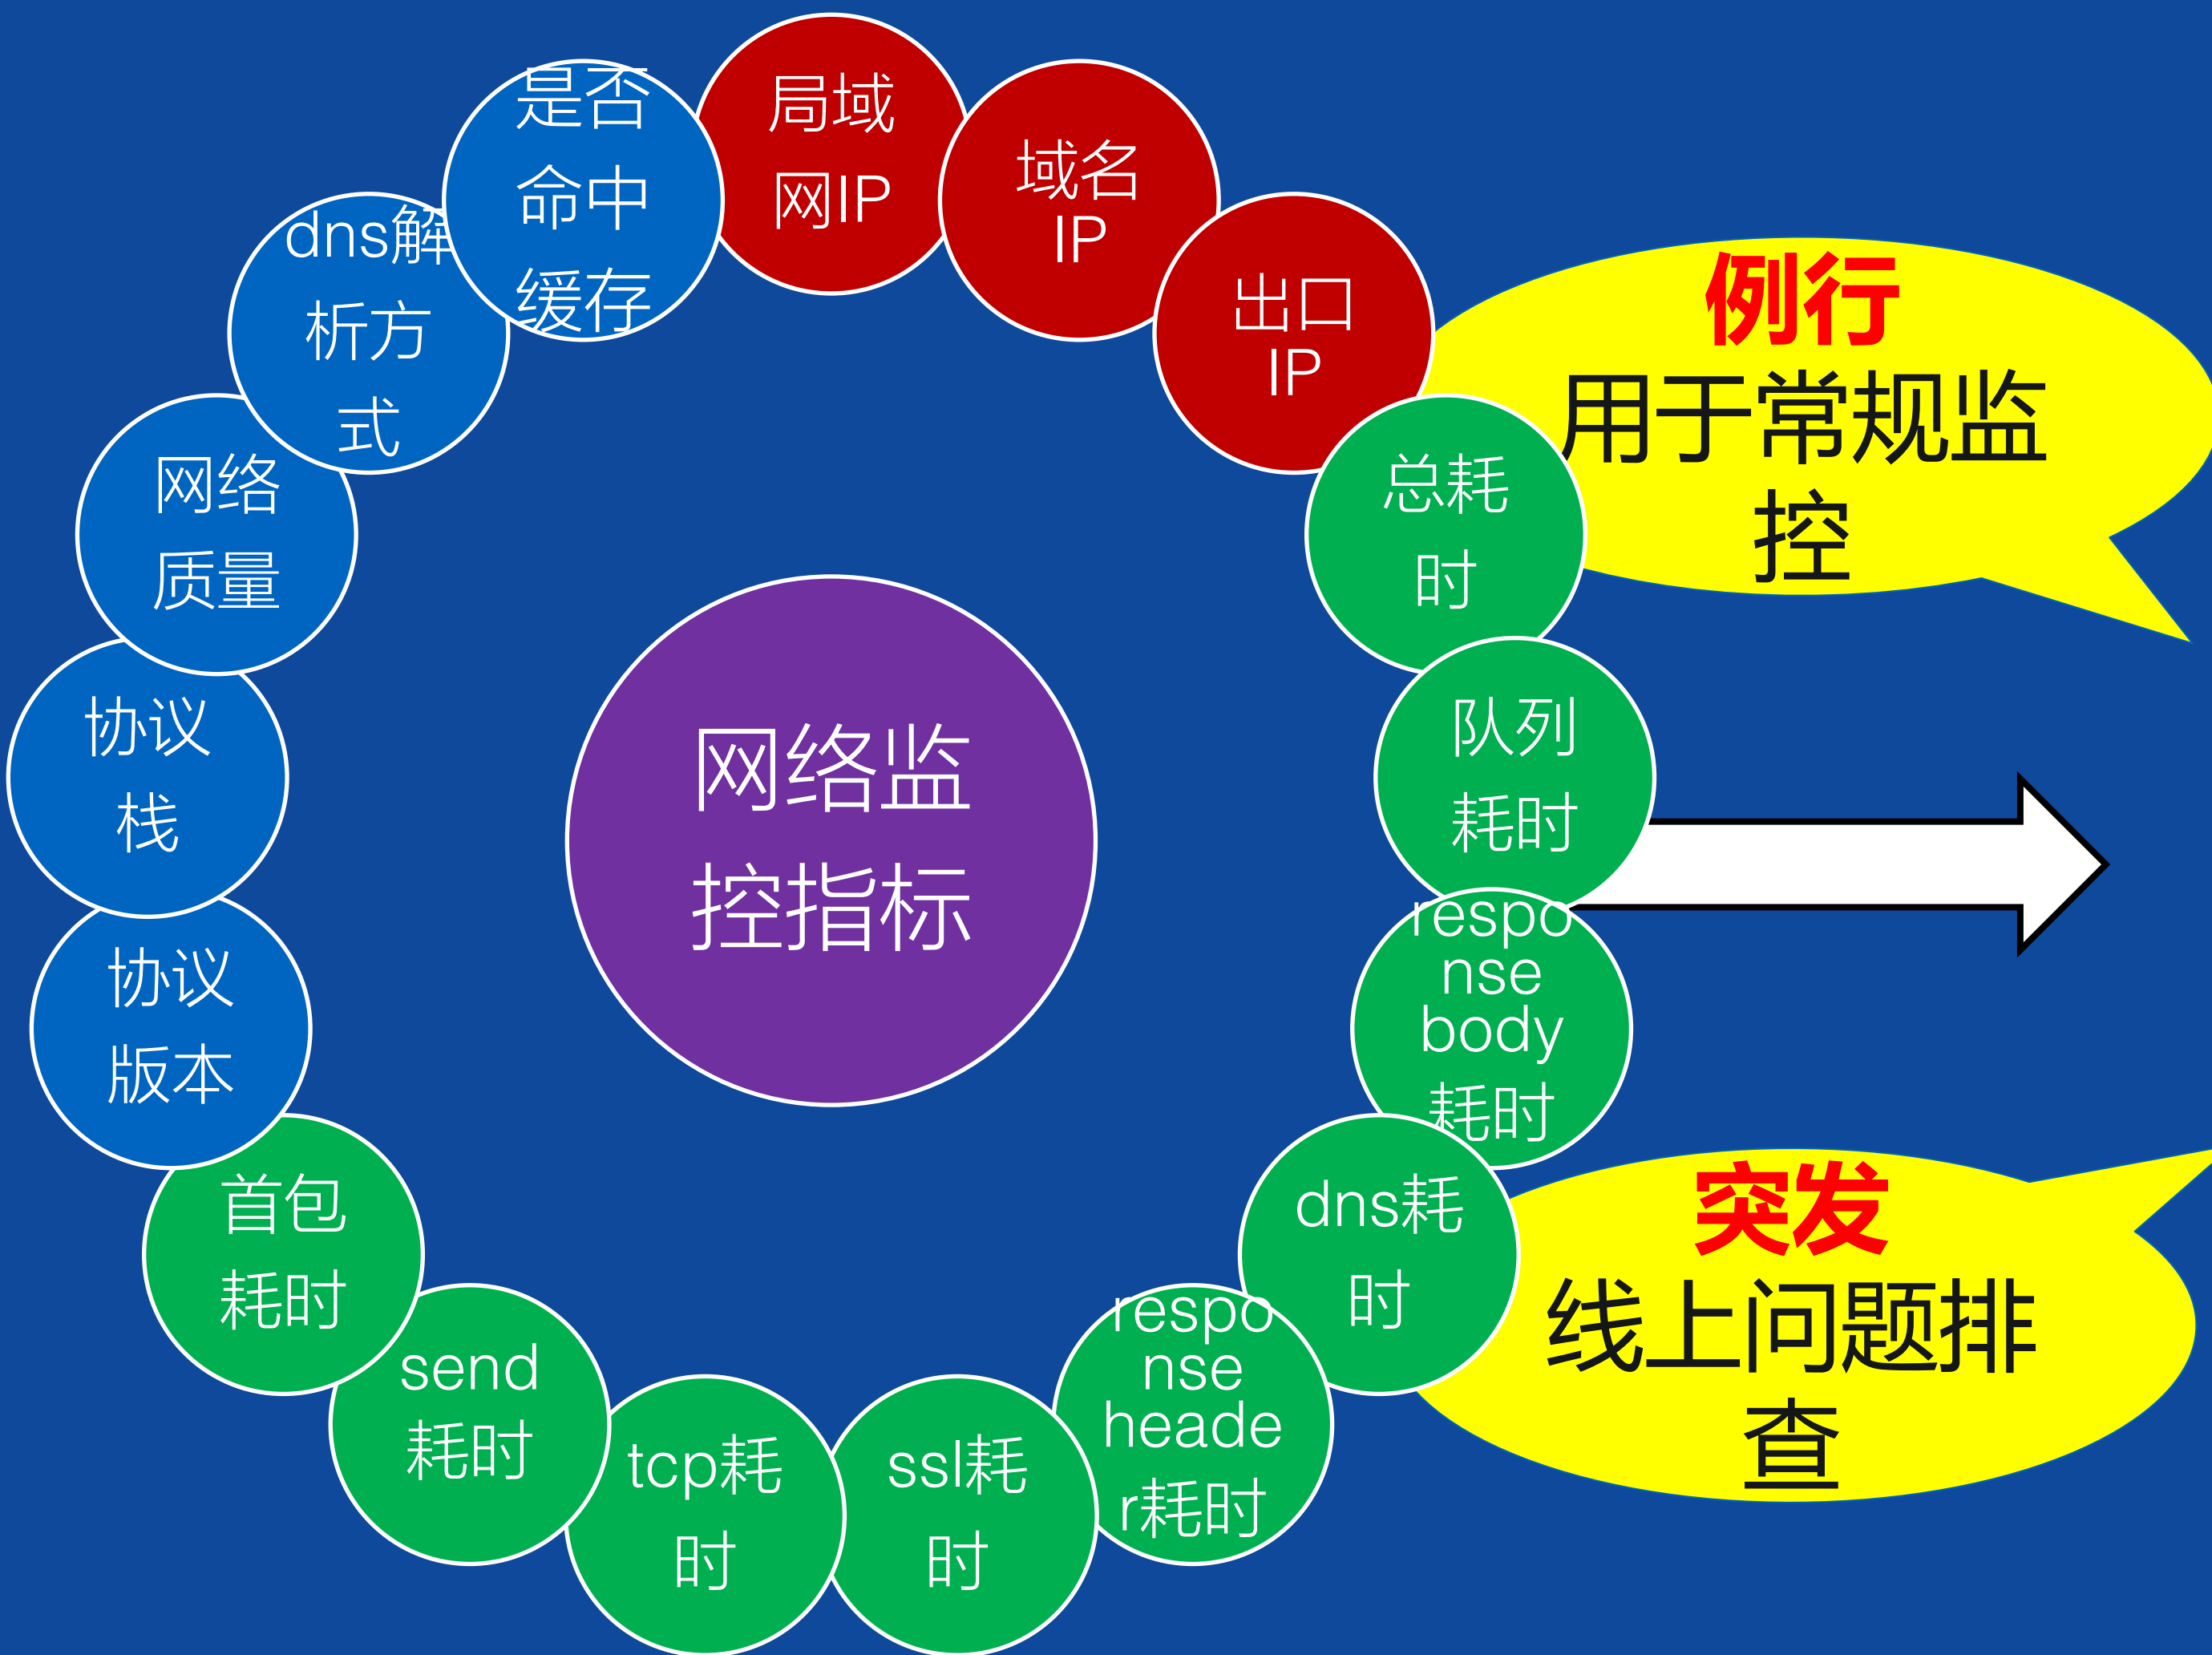 局域
网IP
域名
IP
出口
IP
总耗
时
队列
耗时
respo
nse
body
耗时
dns耗
时
respo
nse
heade
r耗时
ssl耗
时
tcp耗
时
send
耗时
首包
耗时
协议
版本
协议
栈
网络
质量
dns解
析方
式
是否
命中
缓存
网络监
控指标
例行
用于常规监
控
突发
线上问题排
查